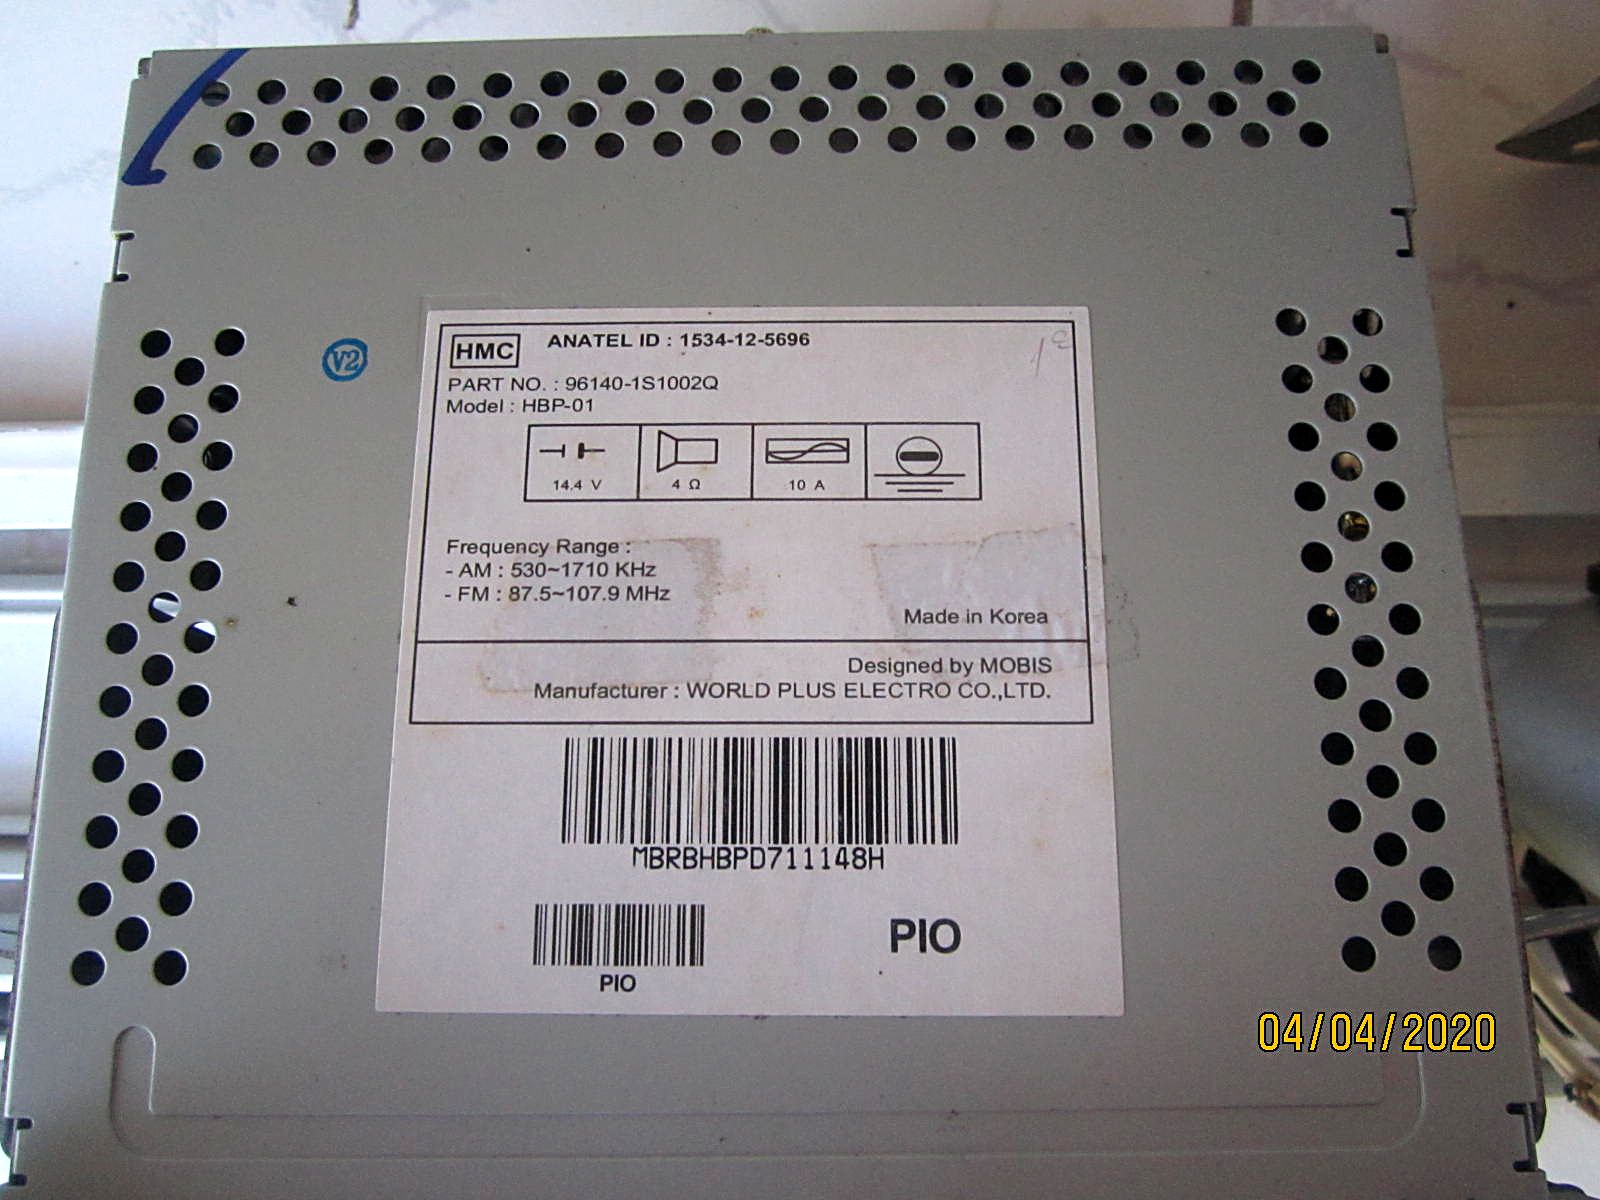 HMC
ANATEL ID : 1534-12-5696
PART NO. : 96140-1S1002Q
Model : HBP-01
14.4 V
4 Ω
10 A
V2
Frequency Range :
- AM : 530~1710 KHz
- FM : 87.5~107.9 MHz
Made in Korea
Designed by MOBIS
Manufacturer : WORLD PLUS ELECTRO CO.,LTD.
MBRBHBPD711148H
PIO
PIO
04/04/2020